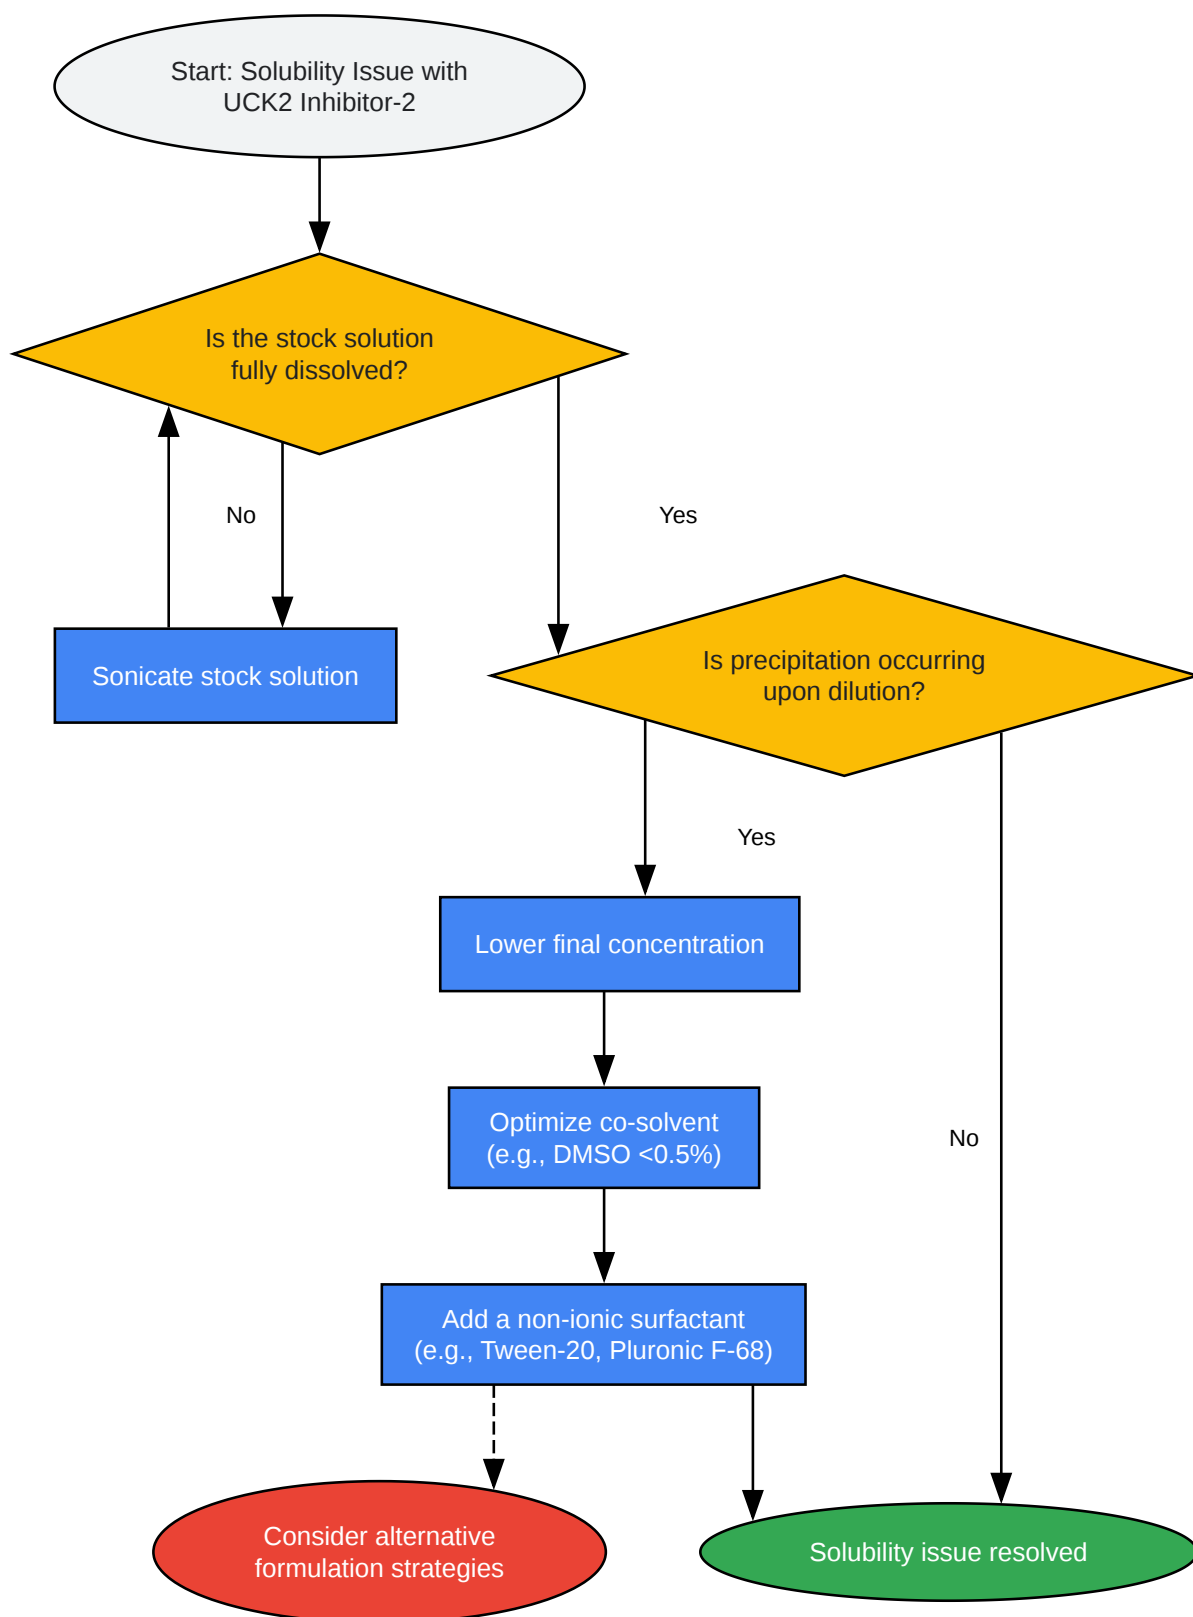 Start: Solubility Issue with
UCK2 Inhibitor-2
Is the stock solution
fully dissolved?
No
Yes
Sonicate stock solution
Is precipitation occurring
upon dilution?
Yes
Lower final concentration
Optimize co-solvent
(e.g., DMSO <0.5%)
No
Add a non-ionic surfactant
(e.g., Tween-20, Pluronic F-68)
Consider alternative
formulation strategies
Solubility issue resolved